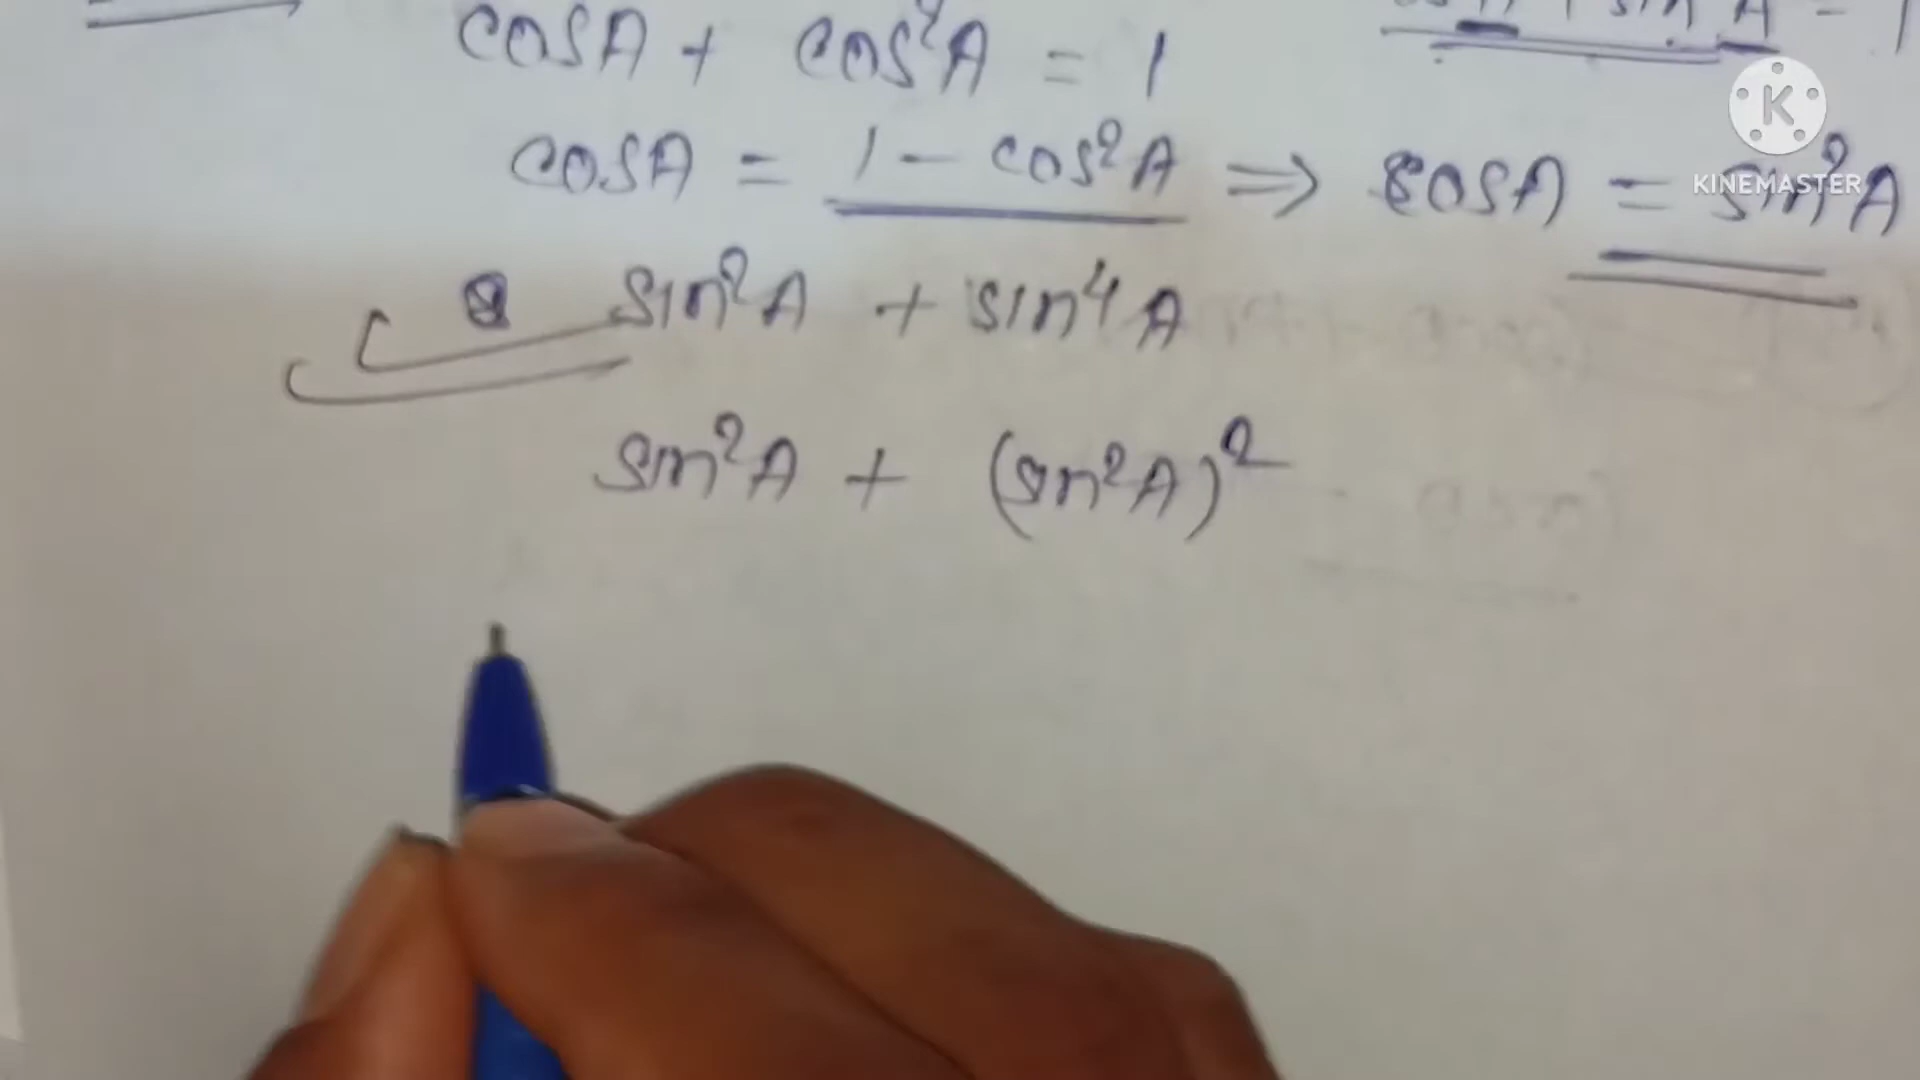 cosA + cos²A = 1
cosA = 1 - cos²A ⇒ cosA = sin²A
sin²A + sin⁴A
sin²A + (sin²A)²
KINEMASTER